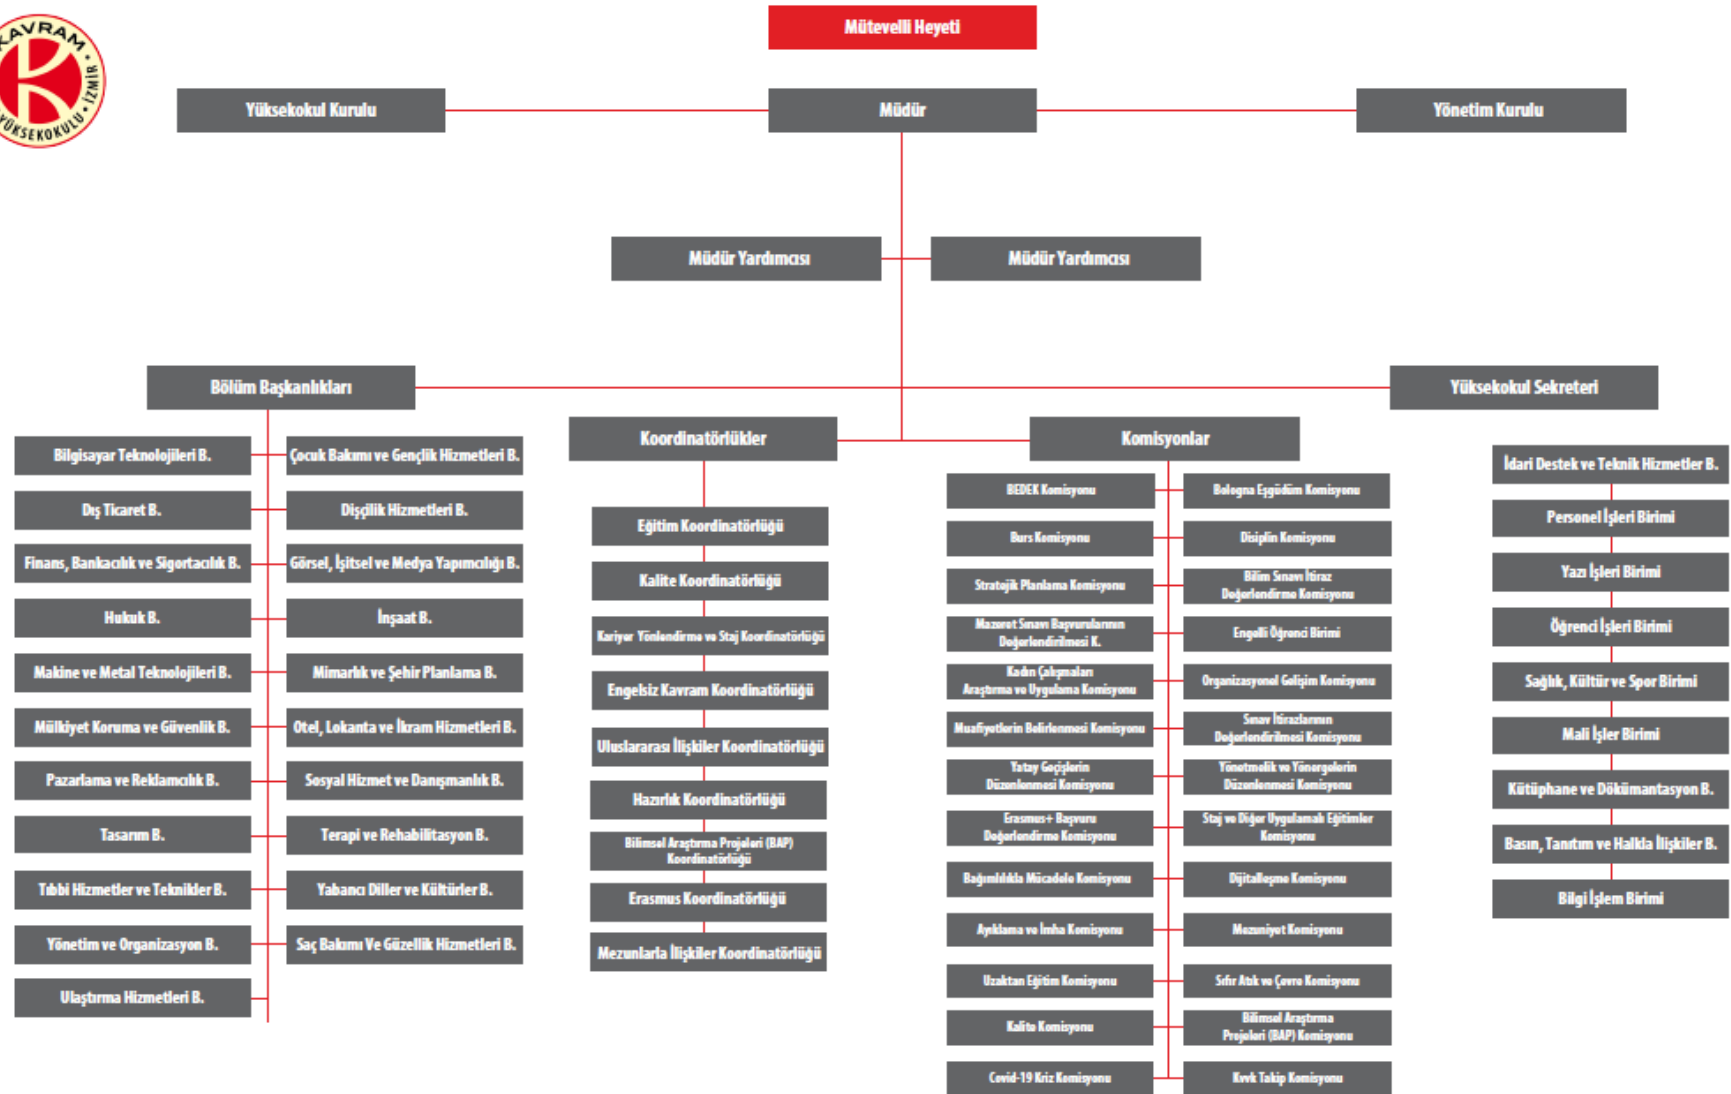 KAVRAM
İZMİR
YÜKSEKOKULU
Mütevelli Heyeti
Yüksekokul Kurulu
Müdür
Yönetim Kurulu
Müdür Yardımcısı
Müdür Yardımcısı
Bölüm Başkanlıkları
Yüksekokul Sekreteri
Bilgisayar Teknolojileri B.
Çocuk Bakımı ve Gençlik Hizmetleri B.
Dış Ticaret B.
Dişçilik Hizmetleri B.
Finans, Bankacılık ve Sigortacılık B.
Görsel, İşitsel ve Medya Yapımcılığı B.
Hukuk B.
İnşaat B.
Makine ve Metal Teknolojileri B.
Mimarlık ve Şehir Planlama B.
Mülkiyet Koruma ve Güvenlik B.
Otel, Lokanta ve İkram Hizmetleri B.
Pazarlama ve Reklamcılık B.
Sosyal Hizmet ve Danışmanlık B.
Tasarım B.
Terapi ve Rehabilitasyon B.
Tıbbi Hizmetler ve Teknikler B.
Yabancı Diller ve Kültürler B.
Yönetim ve Organizasyon B.
Saç Bakımı Ve Güzellik Hizmetleri B.
Ulaştırma Hizmetleri B.
Koordinatörlükler
Eğitim Koordinatörlüğü
Kalite Koordinatörlüğü
Kariyer Yönlendirme ve Staj Koordinatörlüğü
Engelsiz Kavram Koordinatörlüğü
Uluslararası İlişkiler Koordinatörlüğü
Hazırlık Koordinatörlüğü
Bilimsel Araştırma Projeleri (BAP)
Koordinatörlüğü
Erasmus Koordinatörlüğü
Mezunlarla İlişkiler Koordinatörlüğü
Komisyonlar
BEDEK Komisyonu
Bologna Eşgüdüm Komisyonu
Burs Komisyonu
Disiplin Komisyonu
Stratejik Planlama Komisyonu
Bilim Sınavı İtiraz
Değerlendirme Komisyonu
Mazeret Sınavı Başvurularının
Değerlendirilmesi K.
Engelli Öğrenci Birimi
Kadın Çalışmaları
Araştırma ve Uygulama Komisyonu
Organizasyonel Gelişim Komisyonu
Muafiyetlerin Belirlenmesi Komisyonu
Sınav İtirazlarının
Değerlendirilmesi Komisyonu
Yatay Geçişlerin
Düzenlenmesi Komisyonu
Yönetmelik ve Yönergelerin
Düzenlenmesi Komisyonu
Erasmus+ Başvuru
Değerlendirme Komisyonu
Staj ve Diğer Uygulamalı Eğitimler
Komisyonu
Bağımlılıkla Mücadele Komisyonu
Dijitalleşme Komisyonu
Ayıklama ve İmha Komisyonu
Mezuniyet Komisyonu
Uzaktan Eğitim Komisyonu
Sıfır Atık ve Çevre Komisyonu
Kalite Komisyonu
Bilimsel Araştırma
Projeleri (BAP) Komisyonu
Covid-19 Kriz Komisyonu
Kvvk Takip Komisyonu
İdari Destek ve Teknik Hizmetler B.
Personel İşleri Birimi
Yazı İşleri Birimi
Öğrenci İşleri Birimi
Sağlık, Kültür ve Spor Birimi
Mali İşler Birimi
Kütüphane ve Dökümantasyon B.
Basın, Tanıtım ve Halkla İlişkiler B.
Bilgi İşlem Birimi